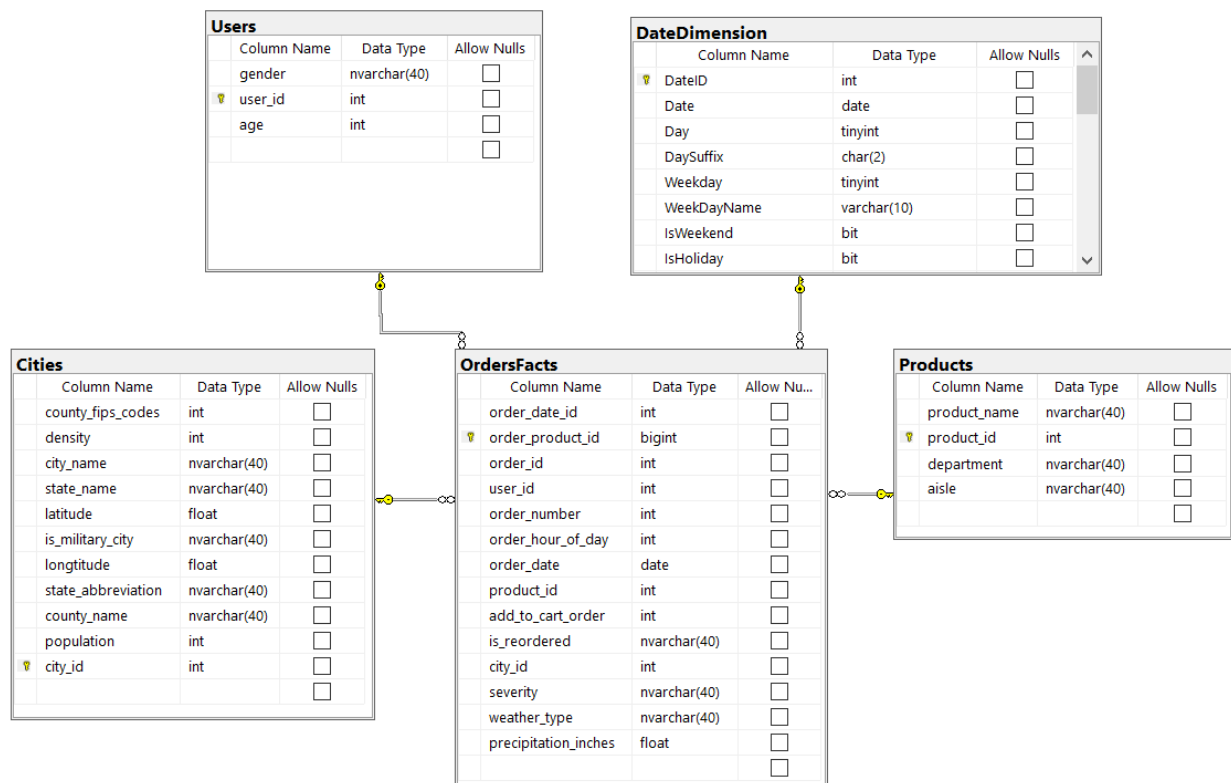 Users
Column Name Data Type Allow Nulls
gender nvarchar(40)
user_id int
age int
DateDimension
Column Name Data Type Allow Nulls
DateID int
Date date
Day tinyint
DaySuffix char(2)
Weekday tinyint
WeekDayName varchar(10)
IsWeekend bit
IsHoliday bit
Cities
Column Name Data Type Allow Nulls
county_fips_codes int
density int
city_name nvarchar(40)
state_name nvarchar(40)
latitude float
is_military_city nvarchar(40)
longtitude float
state_abbreviation nvarchar(40)
county_name nvarchar(40)
population int
city_id int
OrdersFacts
Column Name Data Type Allow Nu...
order_date_id int
order_product_id bigint
order_id int
user_id int
order_number int
order_hour_of_day int
order_date date
product_id int
add_to_cart_order int
is_reordered nvarchar(40)
city_id int
severity nvarchar(40)
weather_type nvarchar(40)
precipitation_inches float
Products
Column Name Data Type Allow Nulls
product_name nvarchar(40)
product_id int
department nvarchar(40)
aisle nvarchar(40)